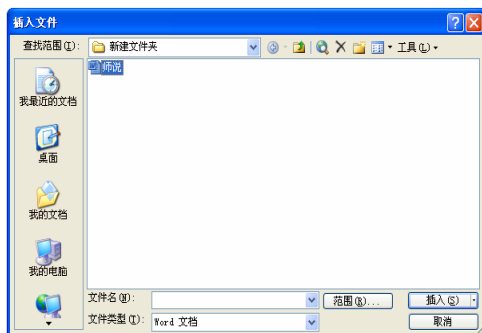 插入文件
查找范围(I):
新建文件夹
工具(L)
师说
我最近的文档
桌面
我的文档
我的电脑
文件名(N):
范围(R)...
插入(S)
文件类型(T):
Word 文档
取消